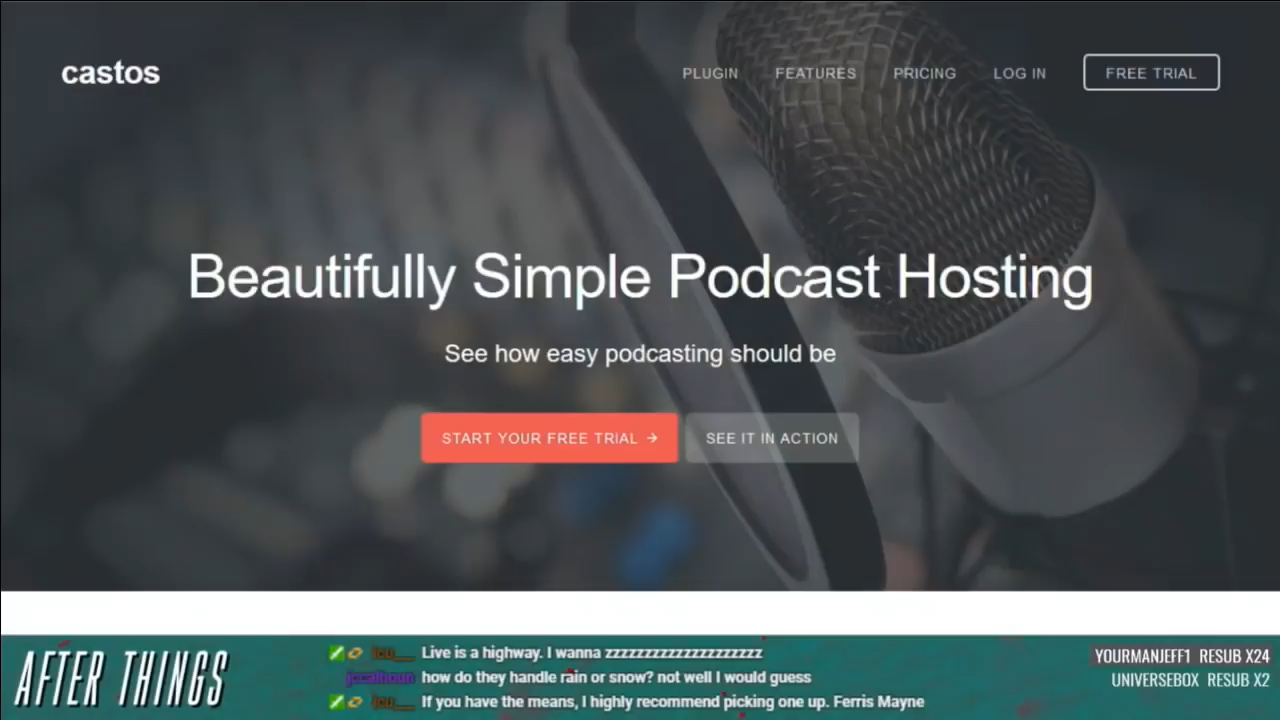 castos
PLUGIN FEATURES PRICING LOG IN FREE TRIAL
Beautifully Simple Podcast Hosting
See how easy podcasting should be
START YOUR FREE TRIAL → SEE IT IN ACTION
AFTER THINGS
Live is a highway. I wanna zzzzzzzzzzzzzzzzzzzzz
jccalhoun how do they handle rain or snow? not well I would guess
If you have the means, I highly recommend picking one up. Ferris Mayne
YOURMANJEFF1 RESUB X24
UNIVERSEBOX RESUB X2